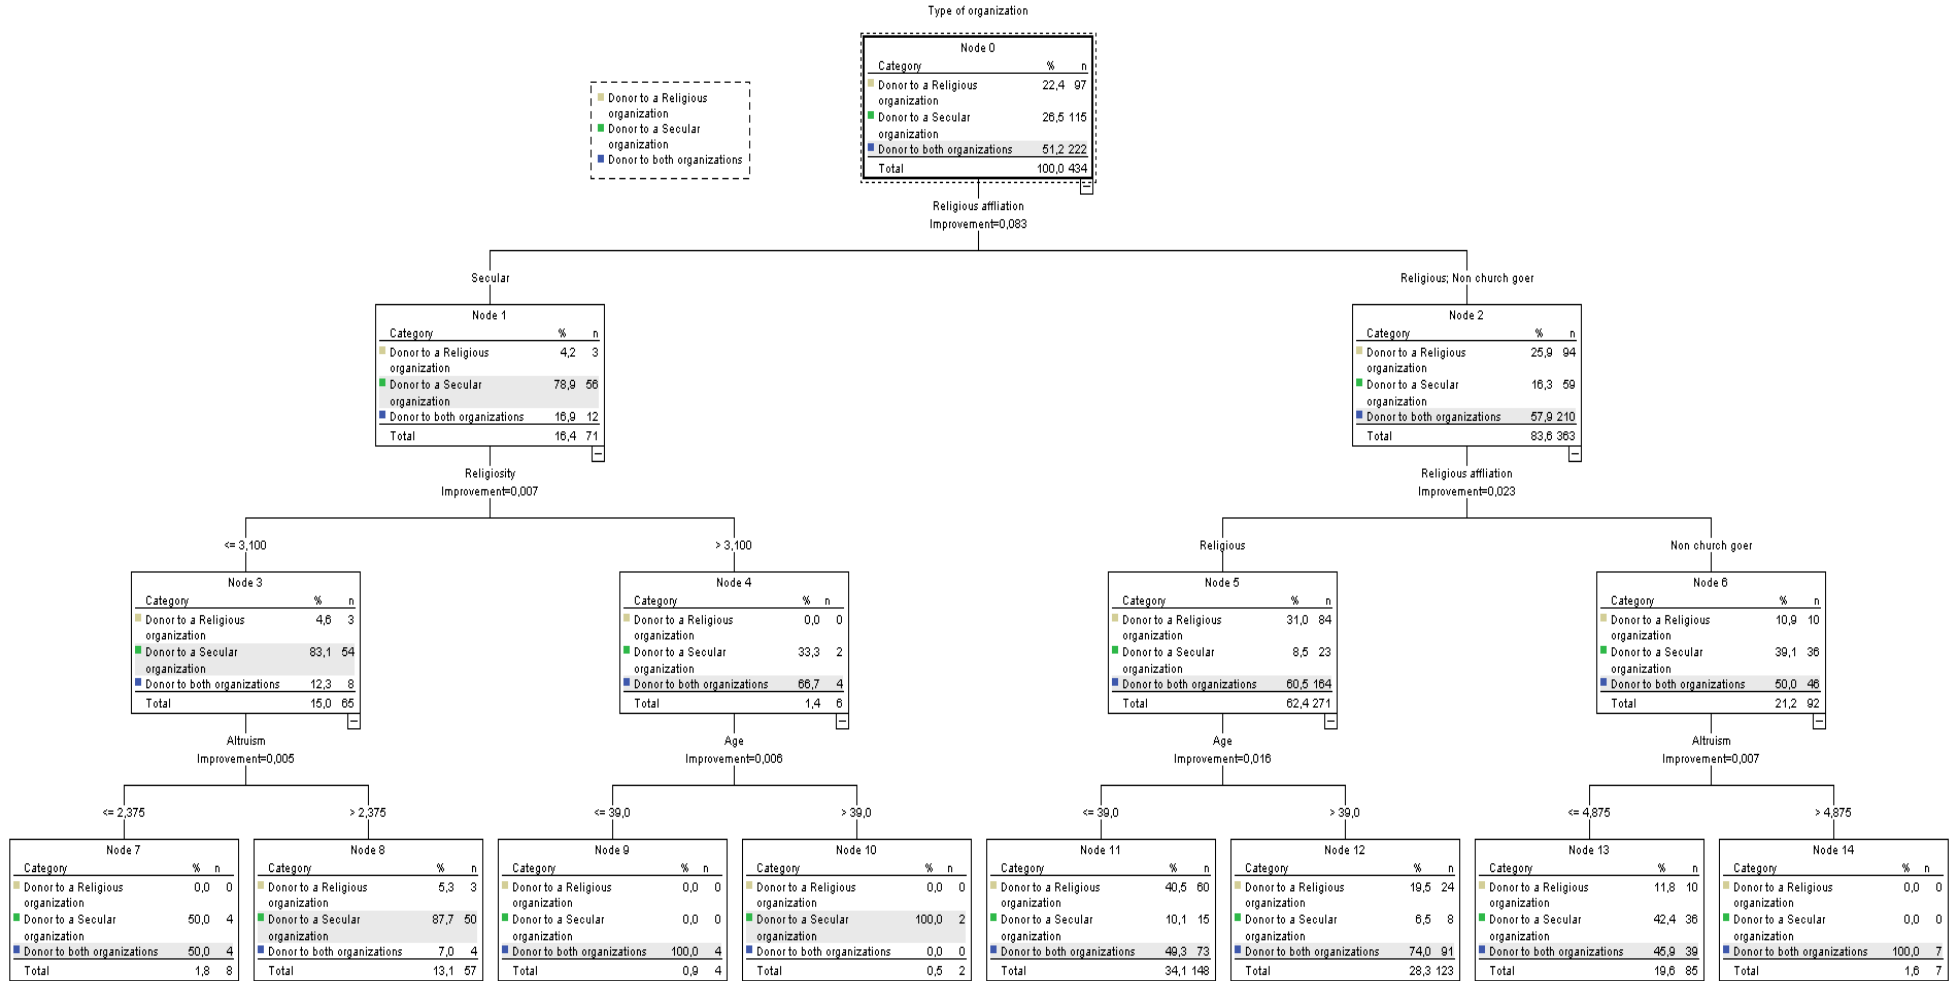 Type of organization
Donor to a Religious
organization
Donor to a Secular
organization
Donor to both organizations
Node 0
Category % n
Donor to a Religious 22,4 97
organization
Donor to a Secular 26,5 115
organization
Donor to both organizations 51,2 222
Total 100,0 434
Religious affliation
Improvement=0,083
Secular
Religious; Non church goer
Node 1
Category % n
Donor to a Religious 4,2 3
organization
Donor to a Secular 78,9 56
organization
Donor to both organizations 16,9 12
Total 16,4 71
Node 2
Category % n
Donor to a Religious 25,9 94
organization
Donor to a Secular 16,3 59
organization
Donor to both organizations 57,9 210
Total 83,6 363
Religiosity
Improvement=0,007
Religious affliation
Improvement=0,023
<= 3,100
> 3,100
Religious
Non church goer
Node 3
Category % n
Donor to a Religious 4,6 3
organization
Donor to a Secular 83,1 54
organization
Donor to both organizations 12,3 8
Total 15,0 65
Node 4
Category % n
Donor to a Religious 0,0 0
organization
Donor to a Secular 33,3 2
organization
Donor to both organizations 66,7 4
Total 1,4 6
Node 5
Category % n
Donor to a Religious 31,0 84
organization
Donor to a Secular 8,5 23
organization
Donor to both organizations 60,5 164
Total 62,4 271
Node 6
Category % n
Donor to a Religious 10,9 10
organization
Donor to a Secular 39,1 36
organization
Donor to both organizations 50,0 46
Total 21,2 92
Altruism
Improvement=0,005
Age
Improvement=0,006
Age
Improvement=0,016
Altruism
Improvement=0,007
<= 2,375
> 2,375
<= 39,0
> 39,0
<= 39,0
> 39,0
<= 4,875
> 4,875
Node 7
Category % n
Donor to a Religious 0,0 0
organization
Donor to a Secular 50,0 4
organization
Donor to both organizations 50,0 4
Total 1,8 8
Node 8
Category % n
Donor to a Religious 5,3 3
organization
Donor to a Secular 87,7 50
organization
Donor to both organizations 7,0 4
Total 13,1 57
Node 9
Category % n
Donor to a Religious 0,0 0
organization
Donor to a Secular 0,0 0
organization
Donor to both organizations 100,0 4
Total 0,9 4
Node 10
Category % n
Donor to a Religious 0,0 0
organization
Donor to a Secular 100,0 2
organization
Donor to both organizations 0,0 0
Total 0,5 2
Node 11
Category % n
Donor to a Religious 40,5 60
organization
Donor to a Secular 10,1 15
organization
Donor to both organizations 49,3 73
Total 34,1 148
Node 12
Category % n
Donor to a Religious 19,5 24
organization
Donor to a Secular 6,5 8
organization
Donor to both organizations 74,0 91
Total 28,3 123
Node 13
Category % n
Donor to a Religious 11,8 10
organization
Donor to a Secular 42,4 36
organization
Donor to both organizations 45,9 39
Total 19,6 85
Node 14
Category % n
Donor to a Religious 0,0 0
organization
Donor to a Secular 0,0 0
organization
Donor to both organizations 100,0 7
Total 1,6 7